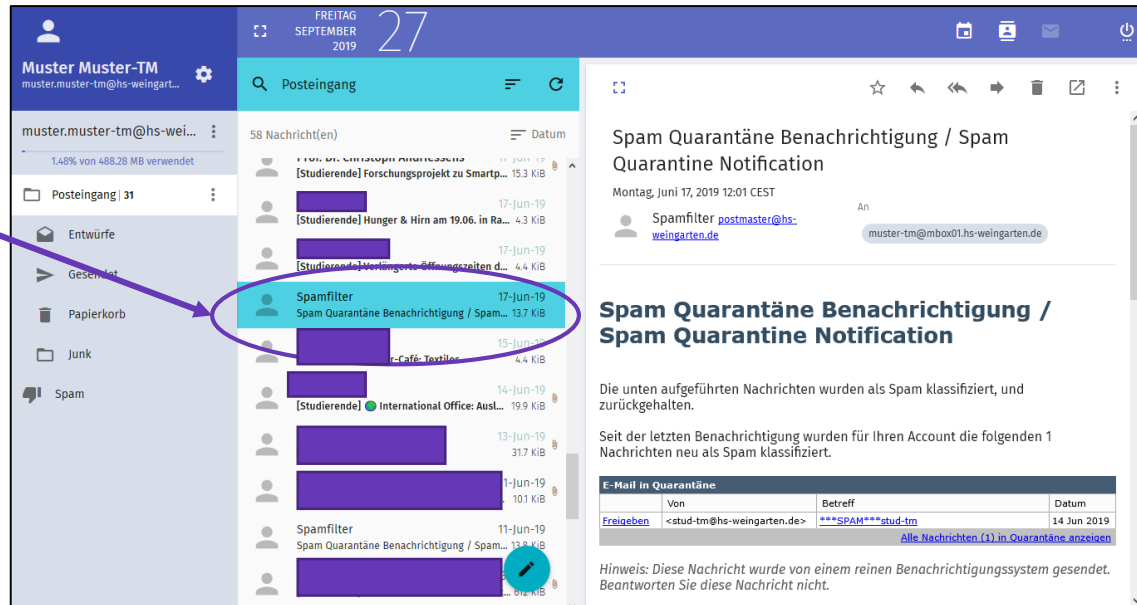 FREITAG
SEPTEMBER
2019
27
Muster Muster-TM
muster.muster-tm@hs-weingart...
muster.muster-tm@hs-wei...
1.48% von 488.28 MB verwendet
Posteingang | 31
Entwürfe
Gesendet
Papierkorb
Junk
Spam
Posteingang
58 Nachricht(en)
Datum
Prof. Dr. Christoph Andriessens 17-Jun-19
[Studierende] Forschungsprojekt zu Smartp... 15.3 KiB
17-Jun-19
[Studierende] Hunger & Hirn am 19.06. in Ra... 4.3 KiB
17-Jun-19
[Studierende] Verlängerte Öffnungszeiten d... 4.4 KiB
Spamfilter 17-Jun-19
Spam Quarantäne Benachrichtigung / Spam... 13.7 KiB
15-Jun-19
r-Café: Textiles 4.4 KiB
14-Jun-19
[Studierende] International Office: Ausl... 19.9 KiB
13-Jun-19
31.7 KiB
1-Jun-19
10.1 KiB
Spamfilter 11-Jun-19
Spam Quarantäne Benachrichtigung / Spam... 13.8 KiB
612 KiB
Spam Quarantäne Benachrichtigung / Spam
Quarantine Notification
Montag, Juni 17, 2019 12:01 CEST
Spamfilter postmaster@hs-
weingarten.de
An
muster-tm@mbox01.hs-weingarten.de
Spam Quarantäne Benachrichtigung /
Spam Quarantine Notification
Die unten aufgeführten Nachrichten wurden als Spam klassifiziert, und
zurückgehalten.
Seit der letzten Benachrichtigung wurden für Ihren Account die folgenden 1
Nachrichten neu als Spam klassifiziert.
E-Mail in Quarantäne
Von Betreff Datum
Freigeben <stud-tm@hs-weingarten.de> ***SPAM***stud-tm 14 Jun 2019
Alle Nachrichten (1) in Quarantäne anzeigen
Hinweis: Diese Nachricht wurde von einem reinen Benachrichtigungssystem gesendet.
Beantworten Sie diese Nachricht nicht.